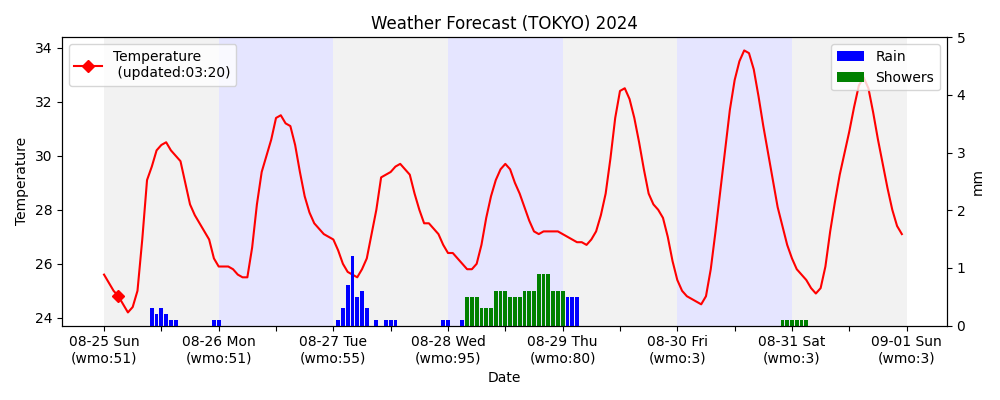 Weather Forecast (TOKYO) 2024
Temperature
(updated:03:20)
Rain
Showers
34
32
30
28
26
24
Temperature
5
4
3
2
1
0
mm
08-25 Sun
(wmo:51)
08-26 Mon
(wmo:51)
08-27 Tue
(wmo:55)
08-28 Wed
(wmo:95)
08-29 Thu
(wmo:80)
08-30 Fri
(wmo:3)
08-31 Sat
(wmo:3)
09-01 Sun
(wmo:3)
Date